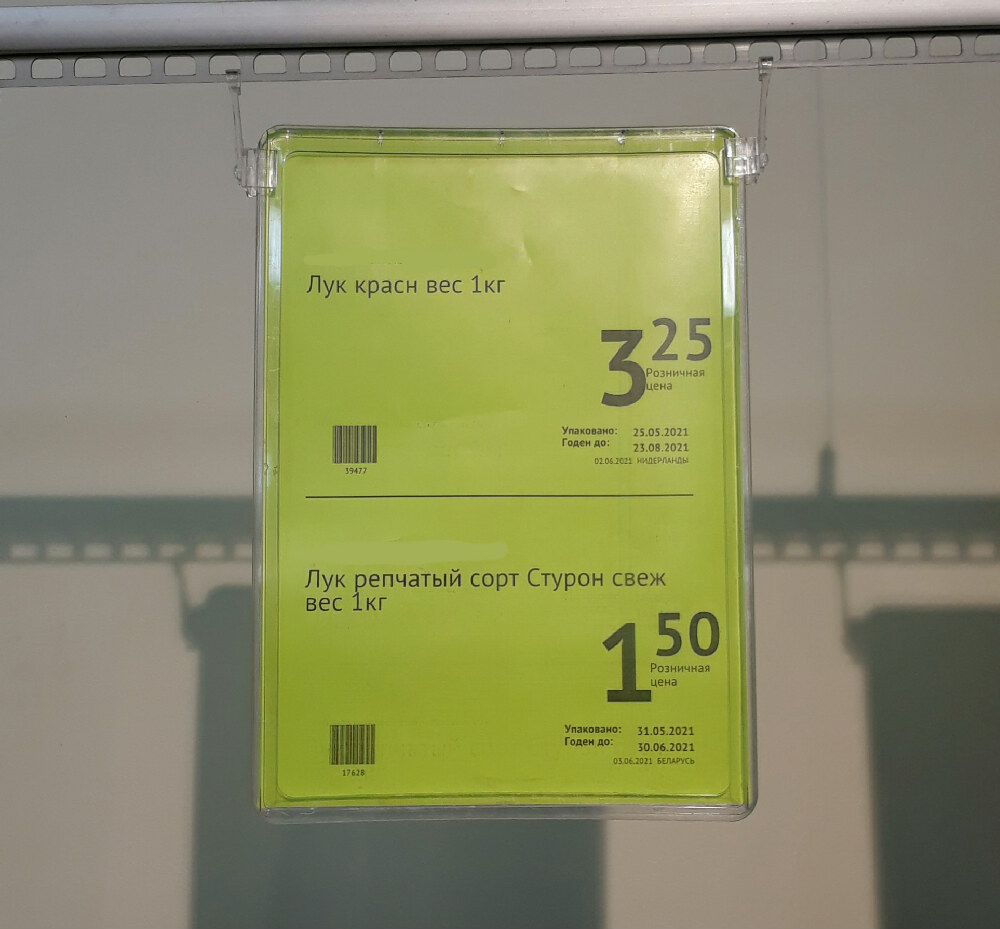 Лук красн вес 1кг
3 25
Розничная
цена
Упаковано: 25.05.2021
Годен до: 23.08.2021
02.06.2021 НИДЕРЛАНДЫ
39477
Лук репчатый сорт Стурон свеж
вес 1кг
1 50
Розничная
цена
Упаковано: 31.05.2021
Годен до: 30.06.2021
03.06.2021 БЕЛАРУСЬ
17628